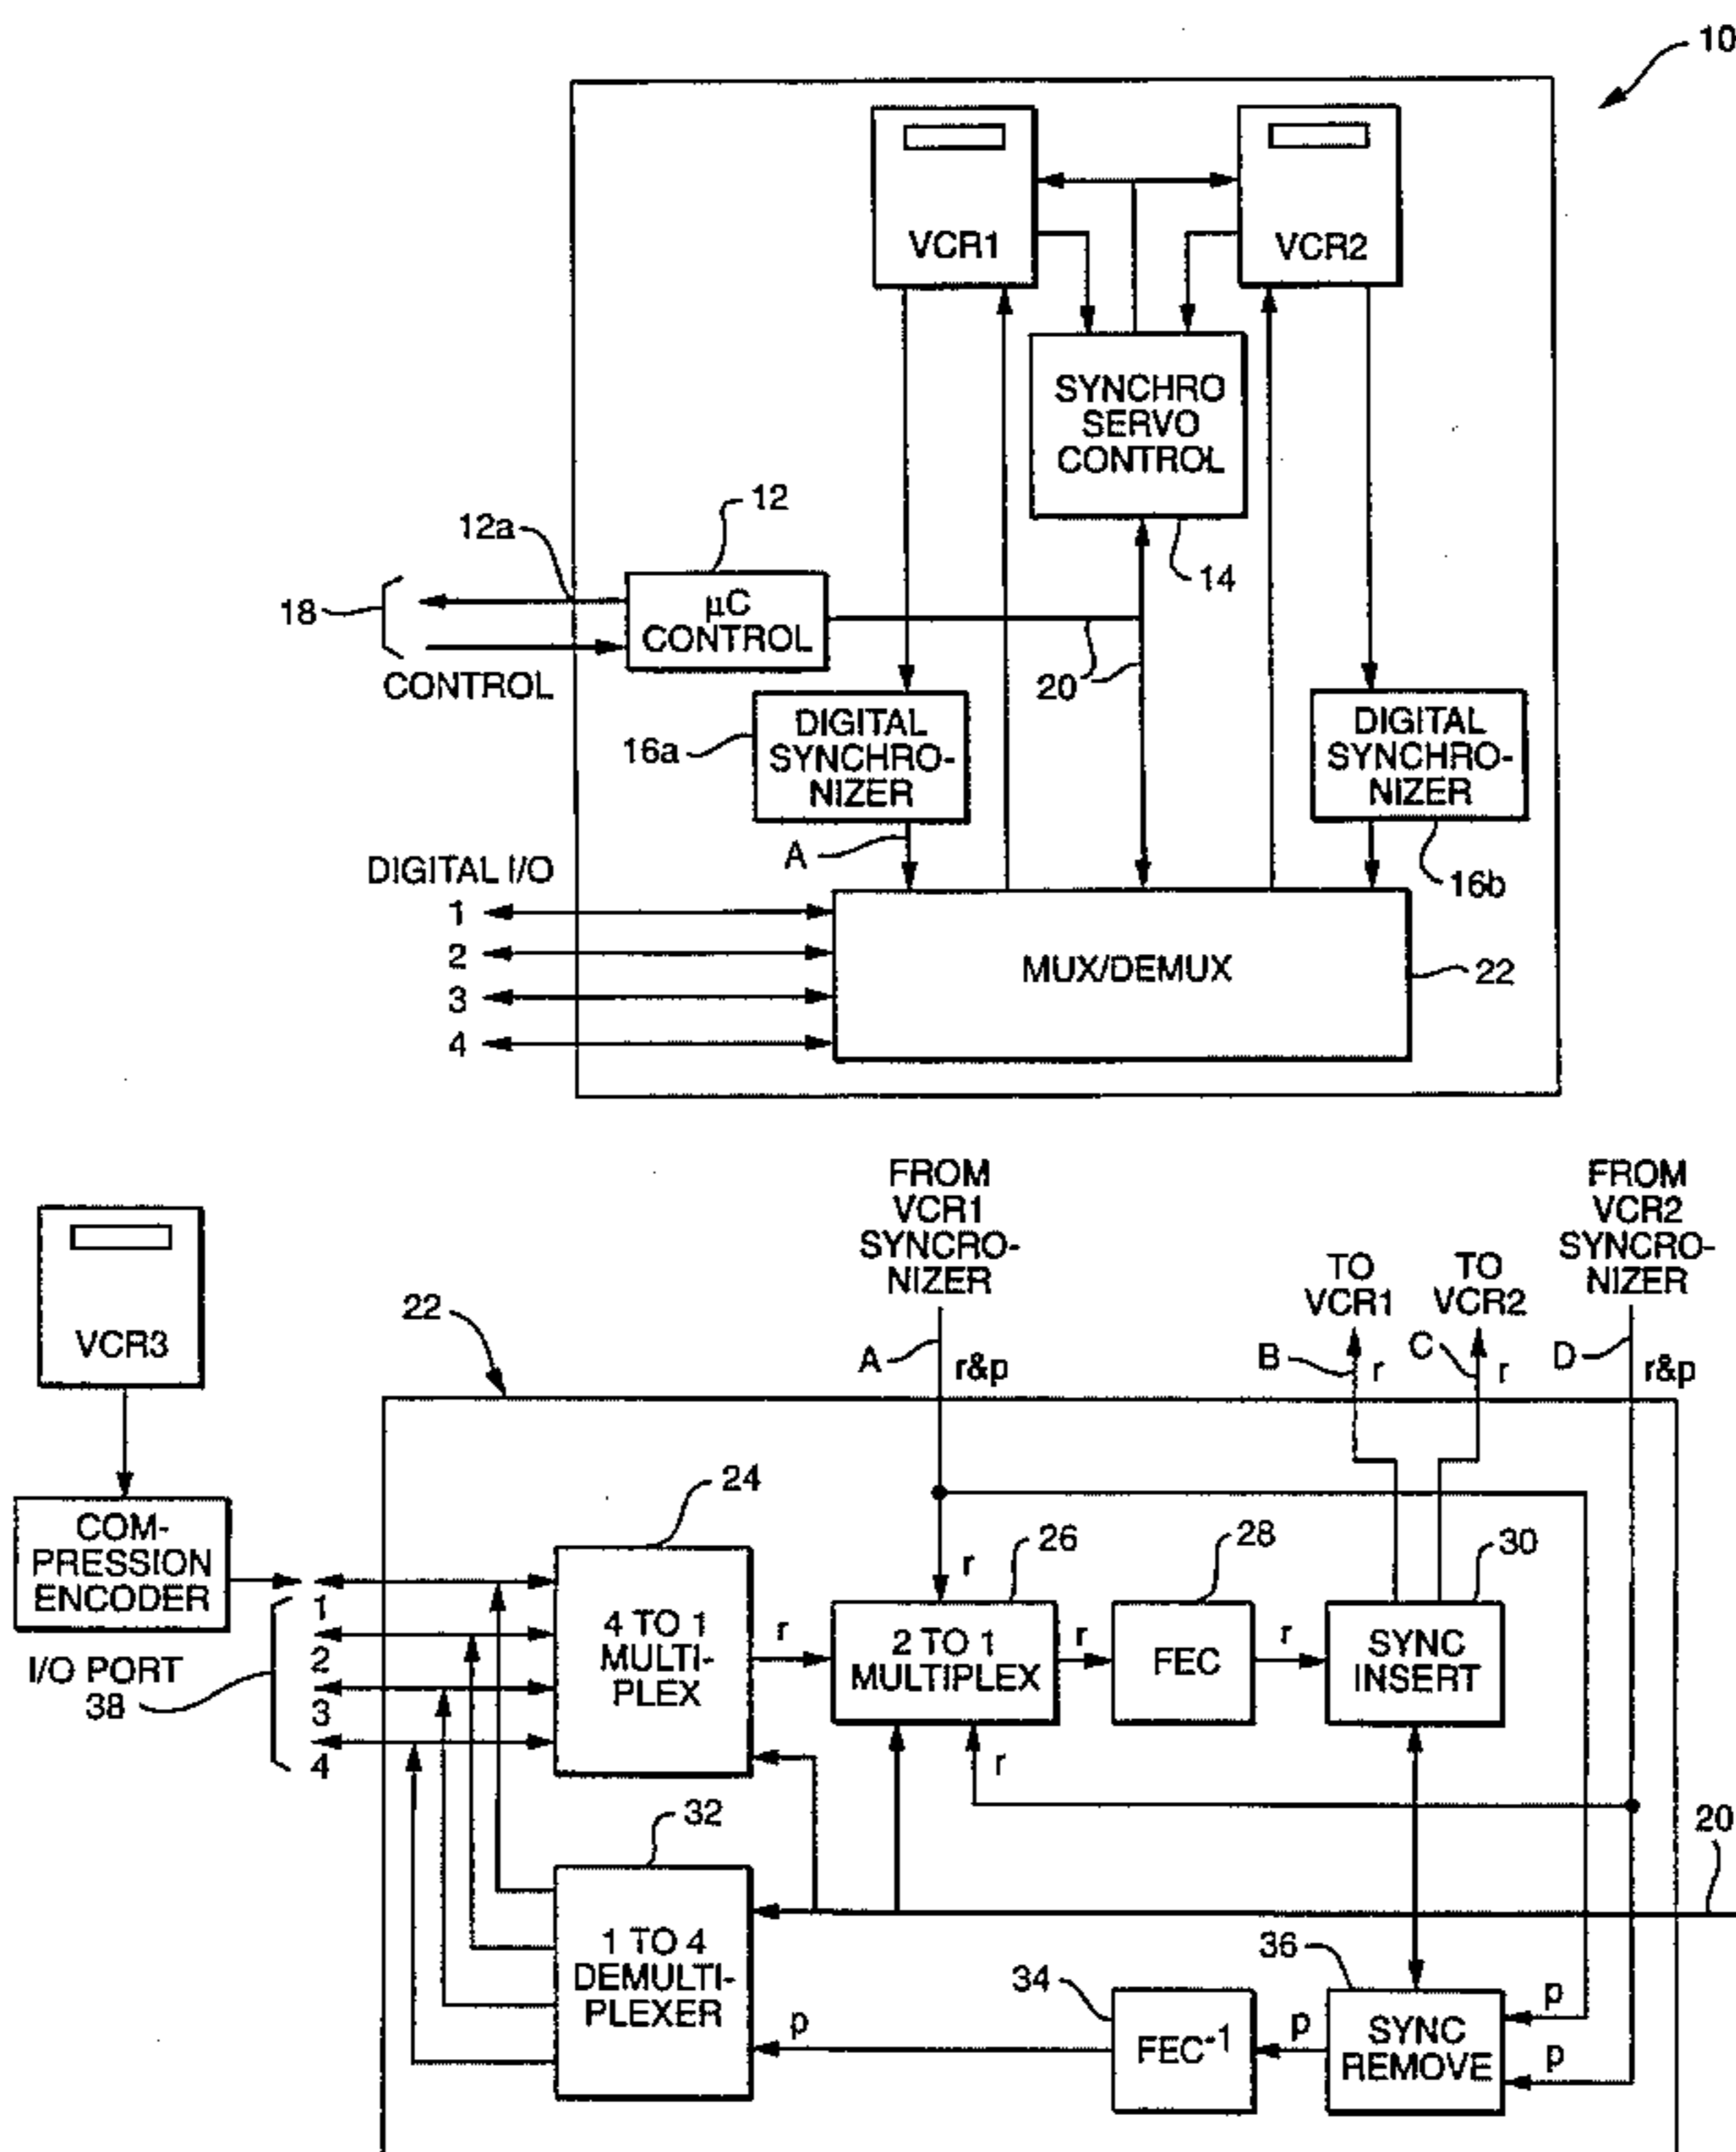 10
VCR1
VCR2
SYNCHRO
SERVO
CONTROL
12
12a
14
18
µC
CONTROL
CONTROL
20
16a
DIGITAL
SYNCHRO-
NIZER
DIGITAL
SYNCHRO-
NIZER
A
16b
DIGITAL I/O
1
2
3
4
MUX/DEMUX
22
FROM
VCR1
SYNCRO-
NIZER
FROM
VCR2
SYNCRO-
NIZER
TO
VCR1
TO
VCR2
VCR3
22
A
r&p
B
r
C
r
D
r&p
COM-
PRESSION
ENCODER
24
26
28
30
1
2
3
4
I/O PORT
38
4 TO 1
MULTI-
PLEX
r
r
2 TO 1
MULTIPLEX
r
FEC
r
SYNC
INSERT
r
32
20
1 TO 4
DEMULTI-
PLEXER
34
36
p
FEC-1
p
SYNC
REMOVE
p
p